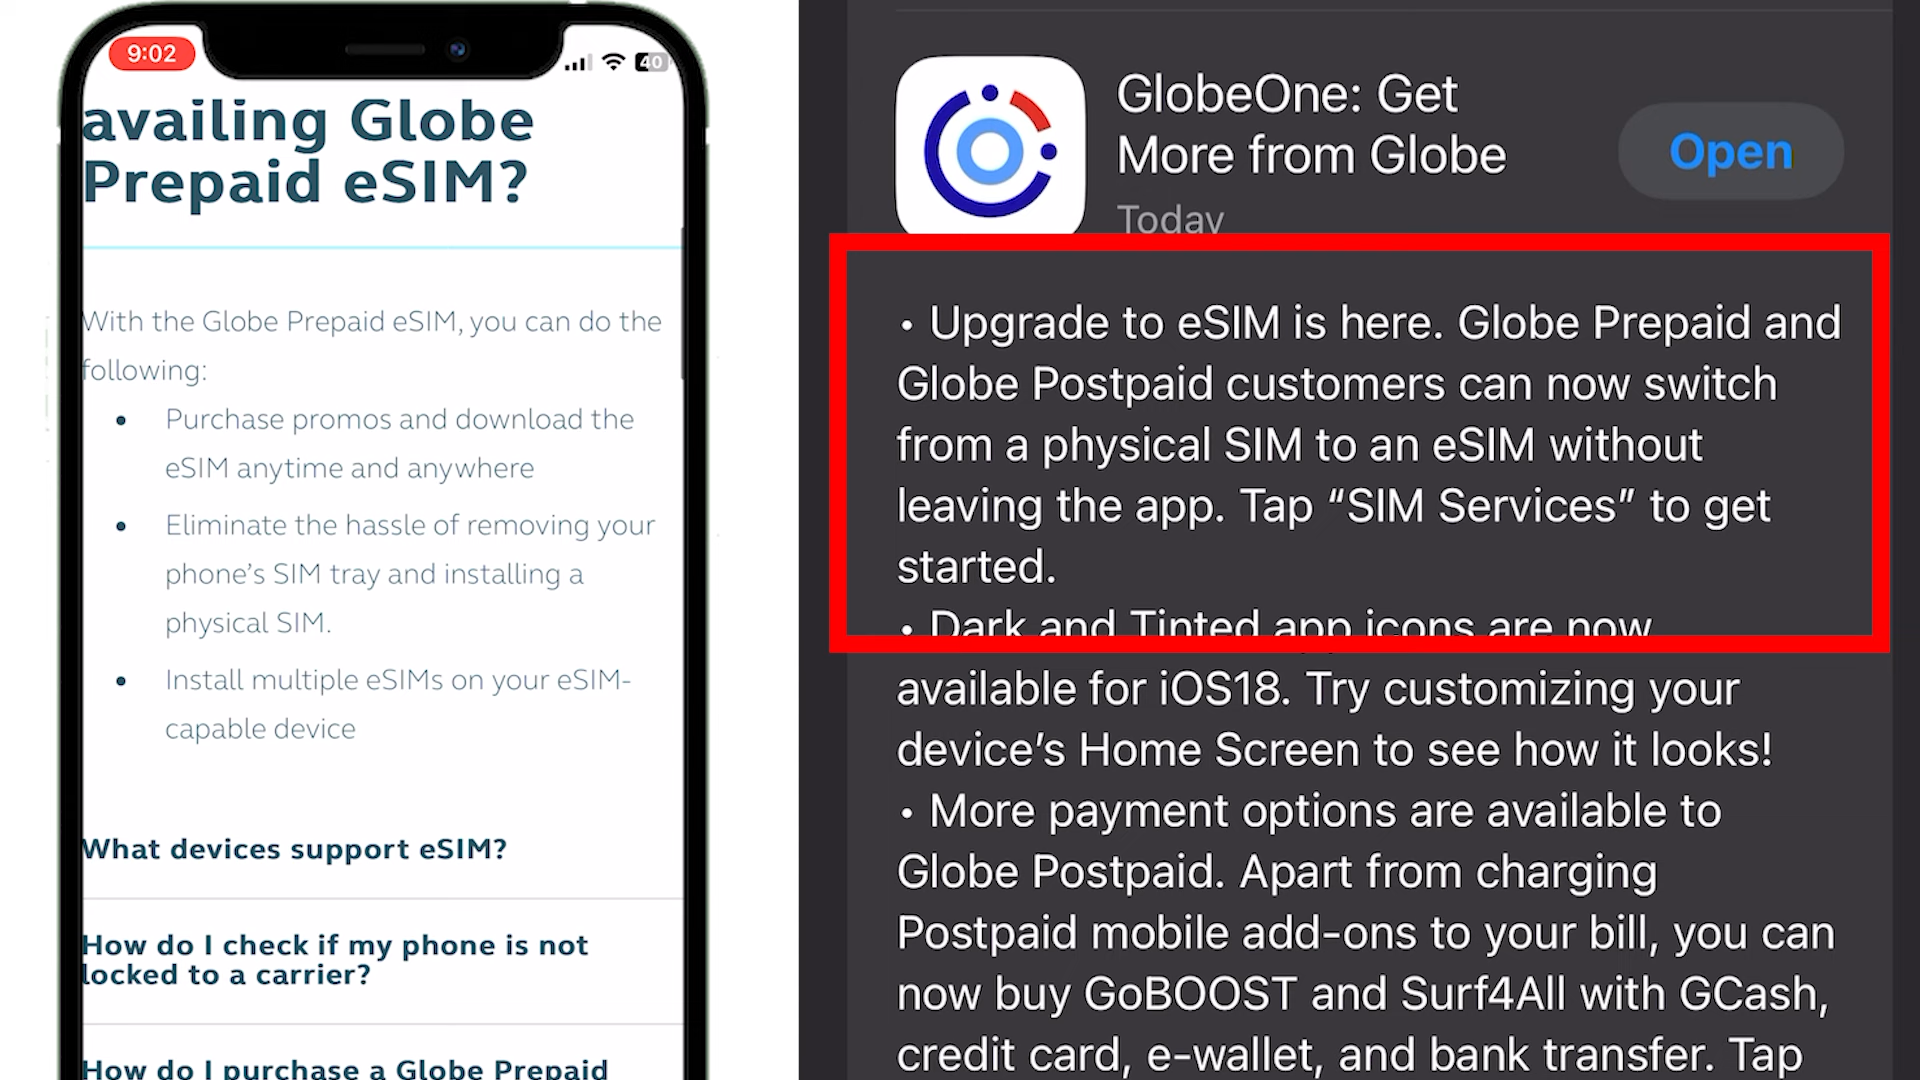 9:02
40
availing Globe
Prepaid eSIM?
With the Globe Prepaid eSIM, you can do the
following:
• Purchase promos and download the
eSIM anytime and anywhere
• Eliminate the hassle of removing your
phone’s SIM tray and installing a
physical SIM.
• Install multiple eSIMs on your eSIM-
capable device
What devices support eSIM?
How do I check if my phone is not
locked to a carrier?
How do I purchase a Globe Prepaid
GlobeOne: Get
More from Globe
Open
Today
• Upgrade to eSIM is here. Globe Prepaid and
Globe Postpaid customers can now switch
from a physical SIM to an eSIM without
leaving the app. Tap “SIM Services” to get
started.
• Dark and Tinted app icons are now
available for iOS18. Try customizing your
device’s Home Screen to see how it looks!
• More payment options are available to
Globe Postpaid. Apart from charging
Postpaid mobile add-ons to your bill, you can
now buy GoBOOST and Surf4All with GCash,
credit card, e-wallet, and bank transfer. Tap